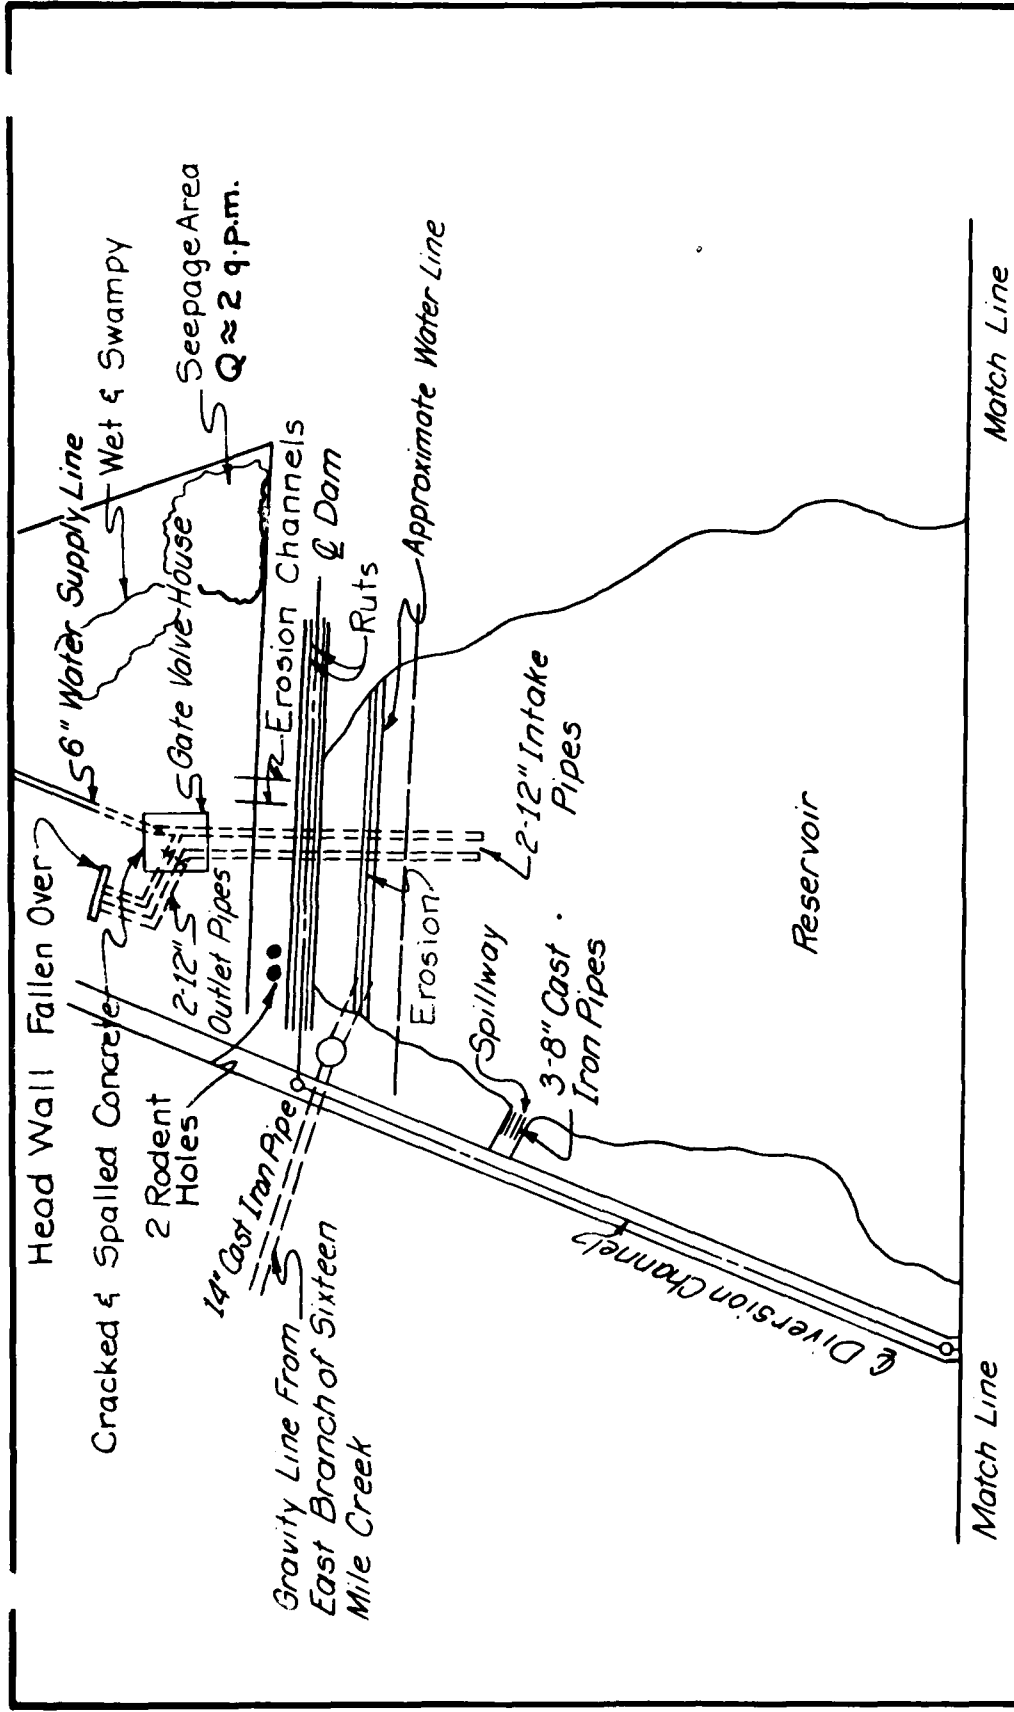 Head Wall Fallen Over
Cracked & Spalled Concrete
2 Rodent
Holes
2-12"
Outlet Pipes
6" Water Supply Line
Wet & Swampy
Gate Valve House
Seepage Area
Q ≈ 2 g.p.m.
Erosion Channels
℄ Dam
Ruts
Approximate Water Line
14" Cast Iron Pipe
Gravity Line From
East Branch of Sixteen
Mile Creek
Erosion
2-12" Intake
Pipes
Spillway
3-8" Cast
Iron Pipes
Reservoir
℄ Diversion Channel
Match Line
Match Line